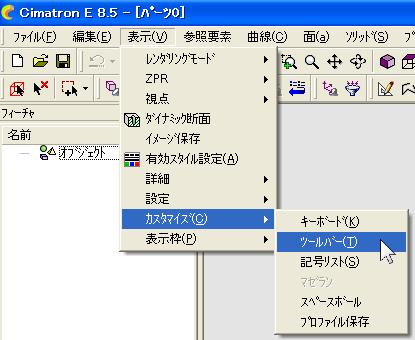 Cimatron E 8.5 - [ﾊﾟｰﾂ0]
ファイル(F) 編集(E) 表示(V) 参照要素 曲線(C) 面(a) ｿﾘｯﾄﾞ(S)
ﾚﾝﾀﾞﾘﾝｸﾞﾓｰﾄﾞ
ZPR
視点
ﾀﾞｲﾅﾐｯｸ断面
イメージ保存
有効スタイル設定(A)
詳細
設定
ｶｽﾀﾏｲｽﾞ(C)
表示枠(P)
フィーチャ
名前
オブジェクト
キーボード(K)
ツールバー(T)
記号リスト(S)
マゼラン
スペースボール
プロファイル保存